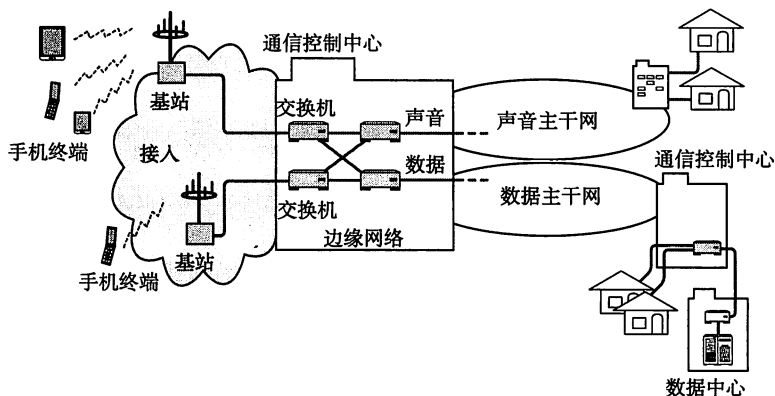 通信控制中心
基站
交换机
声音
声音主干网
手机终端
接入
数据
通信控制中心
交换机
数据主干网
边缘网络
基站
手机终端
数据中心